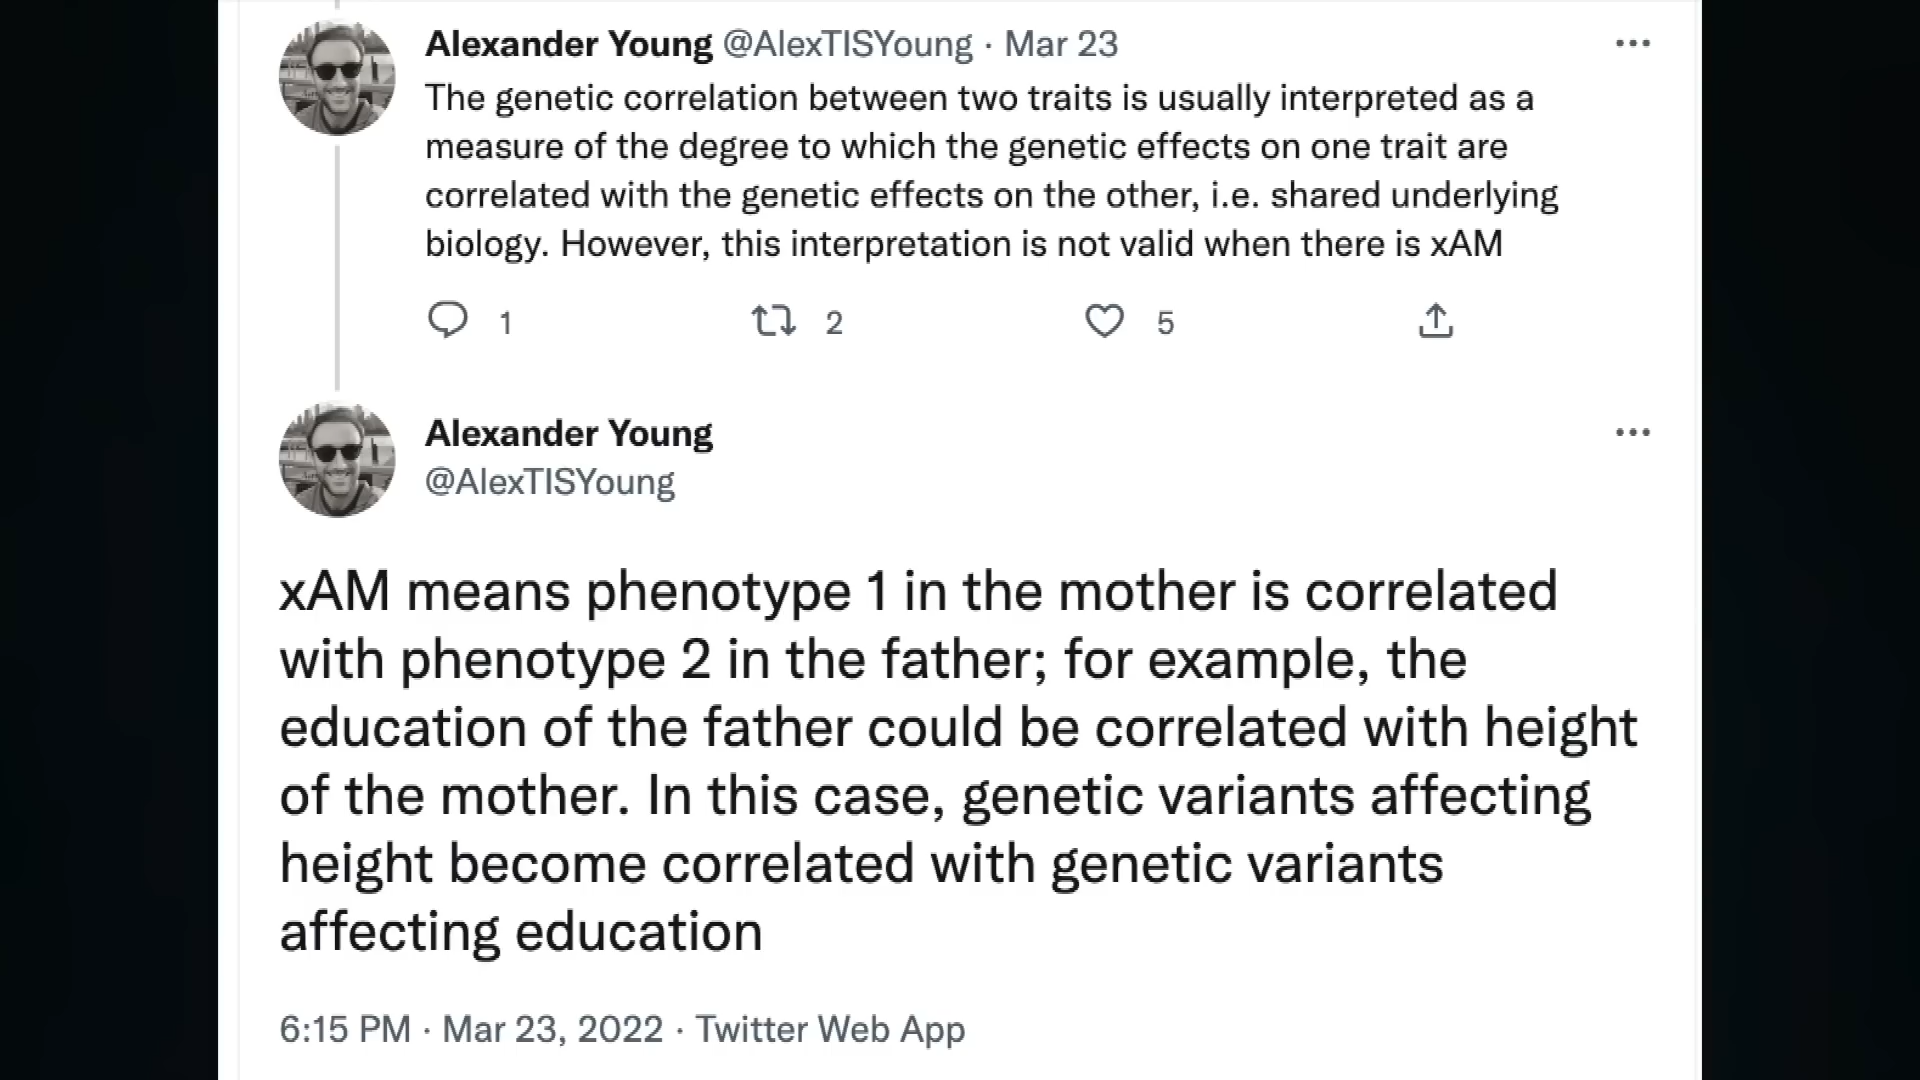 Alexander Young @AlexTISYoung · Mar 23
The genetic correlation between two traits is usually interpreted as a
measure of the degree to which the genetic effects on one trait are
correlated with the genetic effects on the other, i.e. shared underlying
biology. However, this interpretation is not valid when there is xAM
1 2 5
Alexander Young
@AlexTISYoung
xAM means phenotype 1 in the mother is correlated
with phenotype 2 in the father; for example, the
education of the father could be correlated with height
of the mother. In this case, genetic variants affecting
height become correlated with genetic variants
affecting education
6:15 PM · Mar 23, 2022 · Twitter Web App